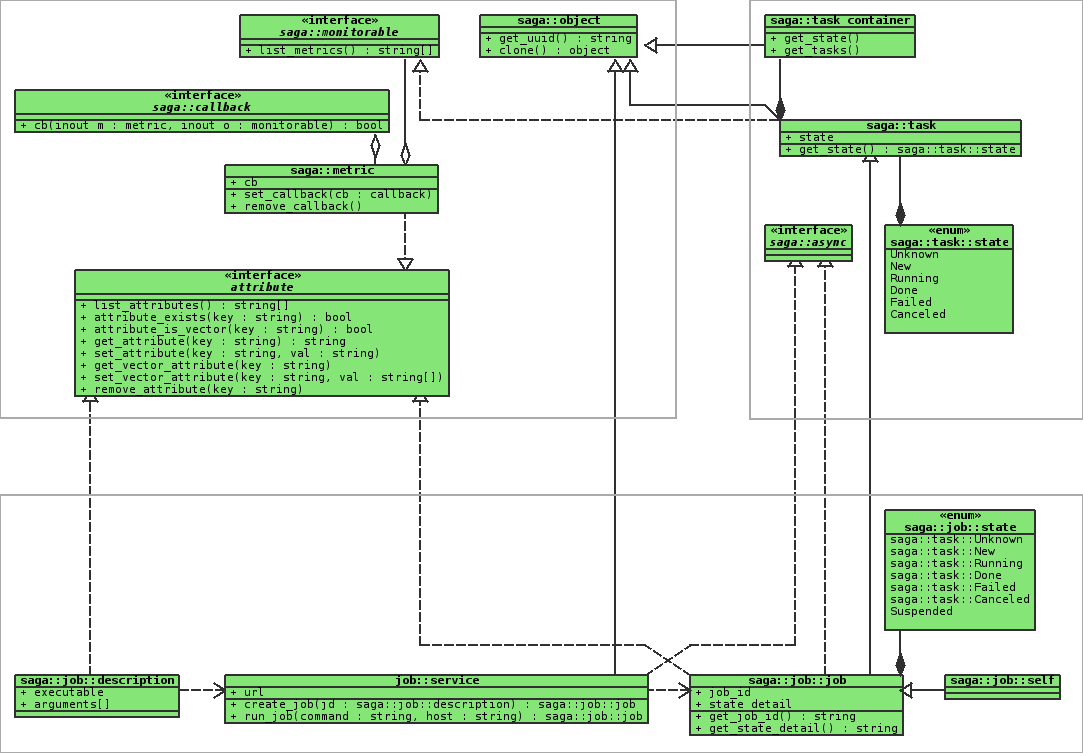 «interface»
saga::monitorable
+ list_metrics() : string[]
saga::object
+ get_uuid() : string
+ clone() : object
saga::task_container
+ get_state()
+ get_tasks()
«interface»
saga::callback
+ cb(inout m : metric, inout o : monitorable) : bool
saga::task
+ state
+ get_state() : saga::task::state
saga::metric
+ cb
+ set_callback(cb : callback)
+ remove_callback()
«interface»
saga::async
«enum»
saga::task::state
Unknown
New
Running
Done
Failed
Canceled
«interface»
attribute
+ list_attributes() : string[]
+ attribute_exists(key : string) : bool
+ attribute_is_vector(key : string) : bool
+ get_attribute(key : string) : string
+ set_attribute(key : string, val : string)
+ get_vector_attribute(key : string)
+ set_vector_attribute(key : string, val : string[])
+ remove_attribute(key : string)
«enum»
saga::job::state
saga::task::Unknown
saga::task::New
saga::task::Running
saga::task::Done
saga::task::Failed
saga::task::Canceled
Suspended
saga::job::description
+ executable
+ arguments[]
job::service
+ url
+ create_job(jd : saga::job::description) : saga::job::job
+ run_job(command : string, host : string) : saga::job::job
saga::job::job
+ job_id
+ state_detail
+ get_job_id() : string
+ get_state_detail() : string
saga::job::self